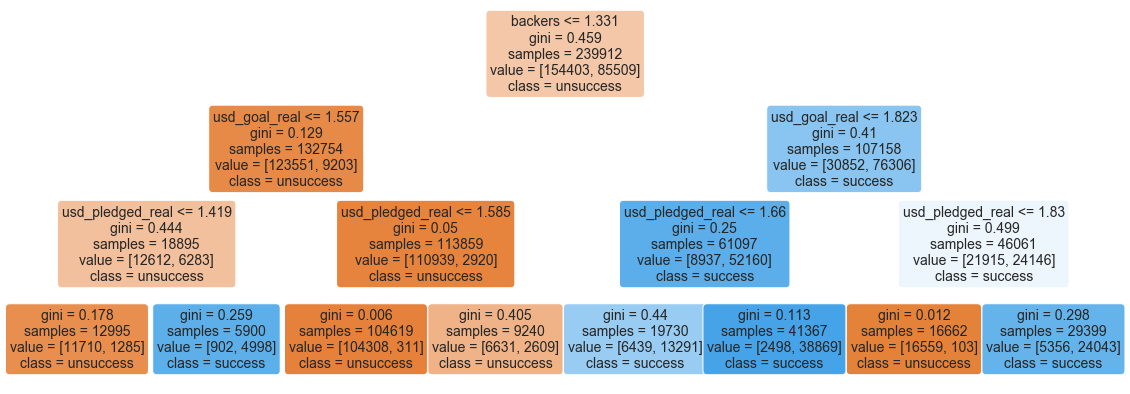 backers <= 1.331
gini = 0.459
samples = 239912
value = [154403, 85509]
class = unsuccess
usd_goal_real <= 1.557
gini = 0.129
samples = 132754
value = [123551, 9203]
class = unsuccess
usd_goal_real <= 1.823
gini = 0.41
samples = 107158
value = [30852, 76306]
class = success
usd_pledged_real <= 1.419
gini = 0.444
samples = 18895
value = [12612, 6283]
class = unsuccess
usd_pledged_real <= 1.585
gini = 0.05
samples = 113859
value = [110939, 2920]
class = unsuccess
usd_pledged_real <= 1.66
gini = 0.25
samples = 61097
value = [8937, 52160]
class = success
usd_pledged_real <= 1.83
gini = 0.499
samples = 46061
value = [21915, 24146]
class = success
gini = 0.178
samples = 12995
value = [11710, 1285]
class = unsuccess
gini = 0.259
samples = 5900
value = [902, 4998]
class = success
gini = 0.006
samples = 104619
value = [104308, 311]
class = unsuccess
gini = 0.405
samples = 9240
value = [6631, 2609]
class = unsuccess
gini = 0.44
samples = 19730
value = [6439, 13291]
class = success
gini = 0.113
samples = 41367
value = [2498, 38869]
class = success
gini = 0.012
samples = 16662
value = [16559, 103]
class = unsuccess
gini = 0.298
samples = 29399
value = [5356, 24043]
class = success